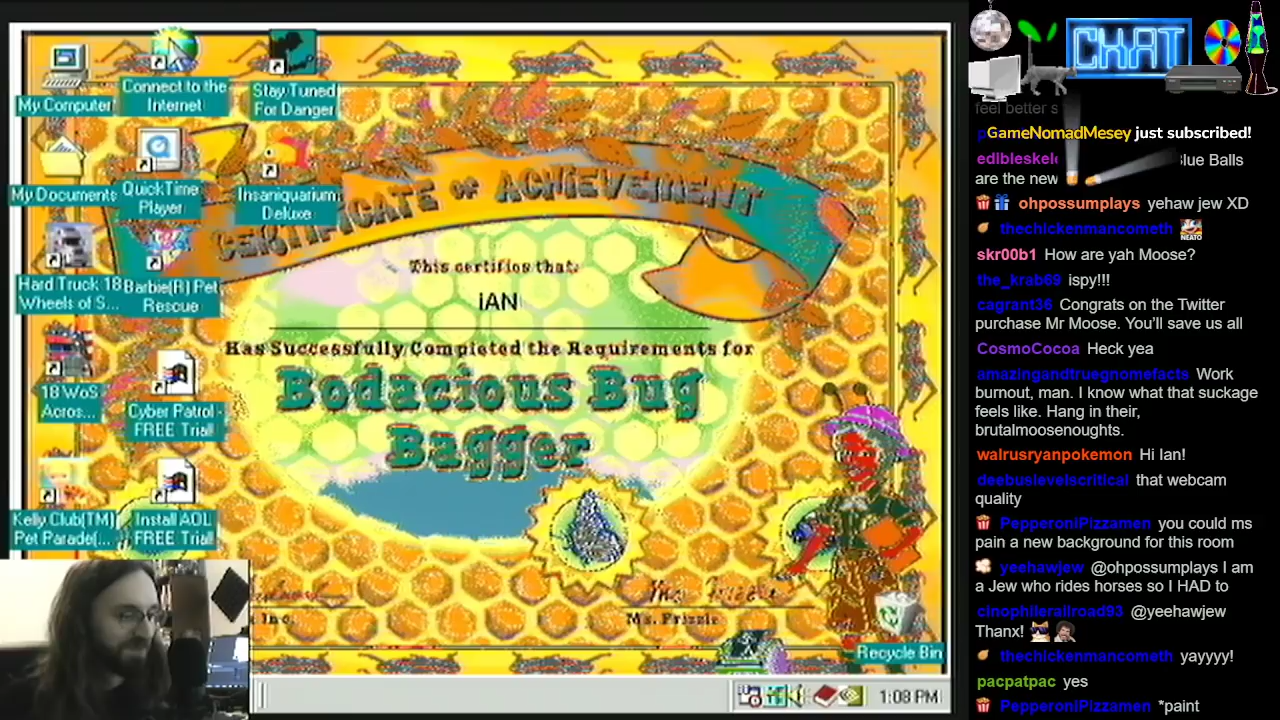 My Computer
Connect to the
Internet
Stay Tuned
For Danger
My Documents
QuickTime
Player
Insaniquarium
Deluxe
Hard Truck 18
Wheels of S...
Barbie(R) Pet
Rescue
18 WoS
Acros...
Cyber Patrol -
FREE Trial
Kelly Club(TM)
Pet Parade(...
Install AOL
FREE Trial
CERTIFICATE OF ACHIEVEMENT
This certifies that:
iAN
Has Successfully Completed the Requirements for
Bodacious Bug
Bagger
Inc.
Ms. Frizzle
Ms. Frizzle
Recycle Bin
1:08 PM
CHAT
feel better s
GameNomadMesey just subscribed!
edibleskele Blue Balls
are the new
ohpossumplays yehaw jew XD
thechickenmancometh NEATO
skr00b1 How are yah Moose?
the_krab69 ispy!!!
cagrant36 Congrats on the Twitter
purchase Mr Moose. You'll save us all
CosmoCocoa Heck yea
amazingandtruegnomefacts Work
burnout, man. I know what that suckage
feels like. Hang in their,
brutalmoosenoughts.
walrusryanpokemon Hi Ian!
deebuslevelscritical that webcam
quality
PepperoniPizzamen you could ms
pain a new background for this room
yeehawjew @ohpossumplays I am
a Jew who rides horses so I HAD to
cinophilerailroad93 @yeehawjew
Thanx!
thechickenmancometh yayyyy!
pacpatpac yes
PepperoniPizzamen *paint